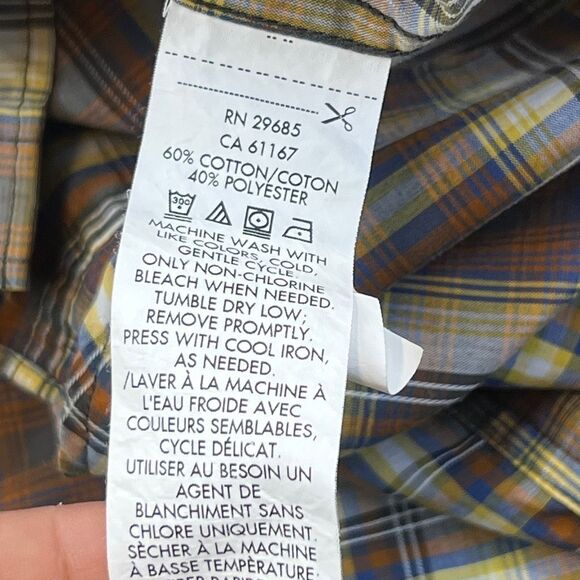 RN 29685
CA 61167
60% COTTON/COTON
40% POLYESTER
MACHINE WASH WITH
LIKE COLORS, COLD,
GENTLE CYCLE.
ONLY NON-CHLORINE
BLEACH WHEN NEEDED.
TUMBLE DRY LOW;
REMOVE PROMPTLY.
PRESS WITH COOL IRON,
AS NEEDED.
/LAVER À LA MACHINE À
L'EAU FROIDE AVEC
COULEURS SEMBLABLES,
CYCLE DÉLICAT.
UTILISER AU BESOIN UN
AGENT DE
BLANCHIMENT SANS
CHLORE UNIQUEMENT.
SÈCHER À LA MACHINE
À BASSE TEMPÈRATURE;